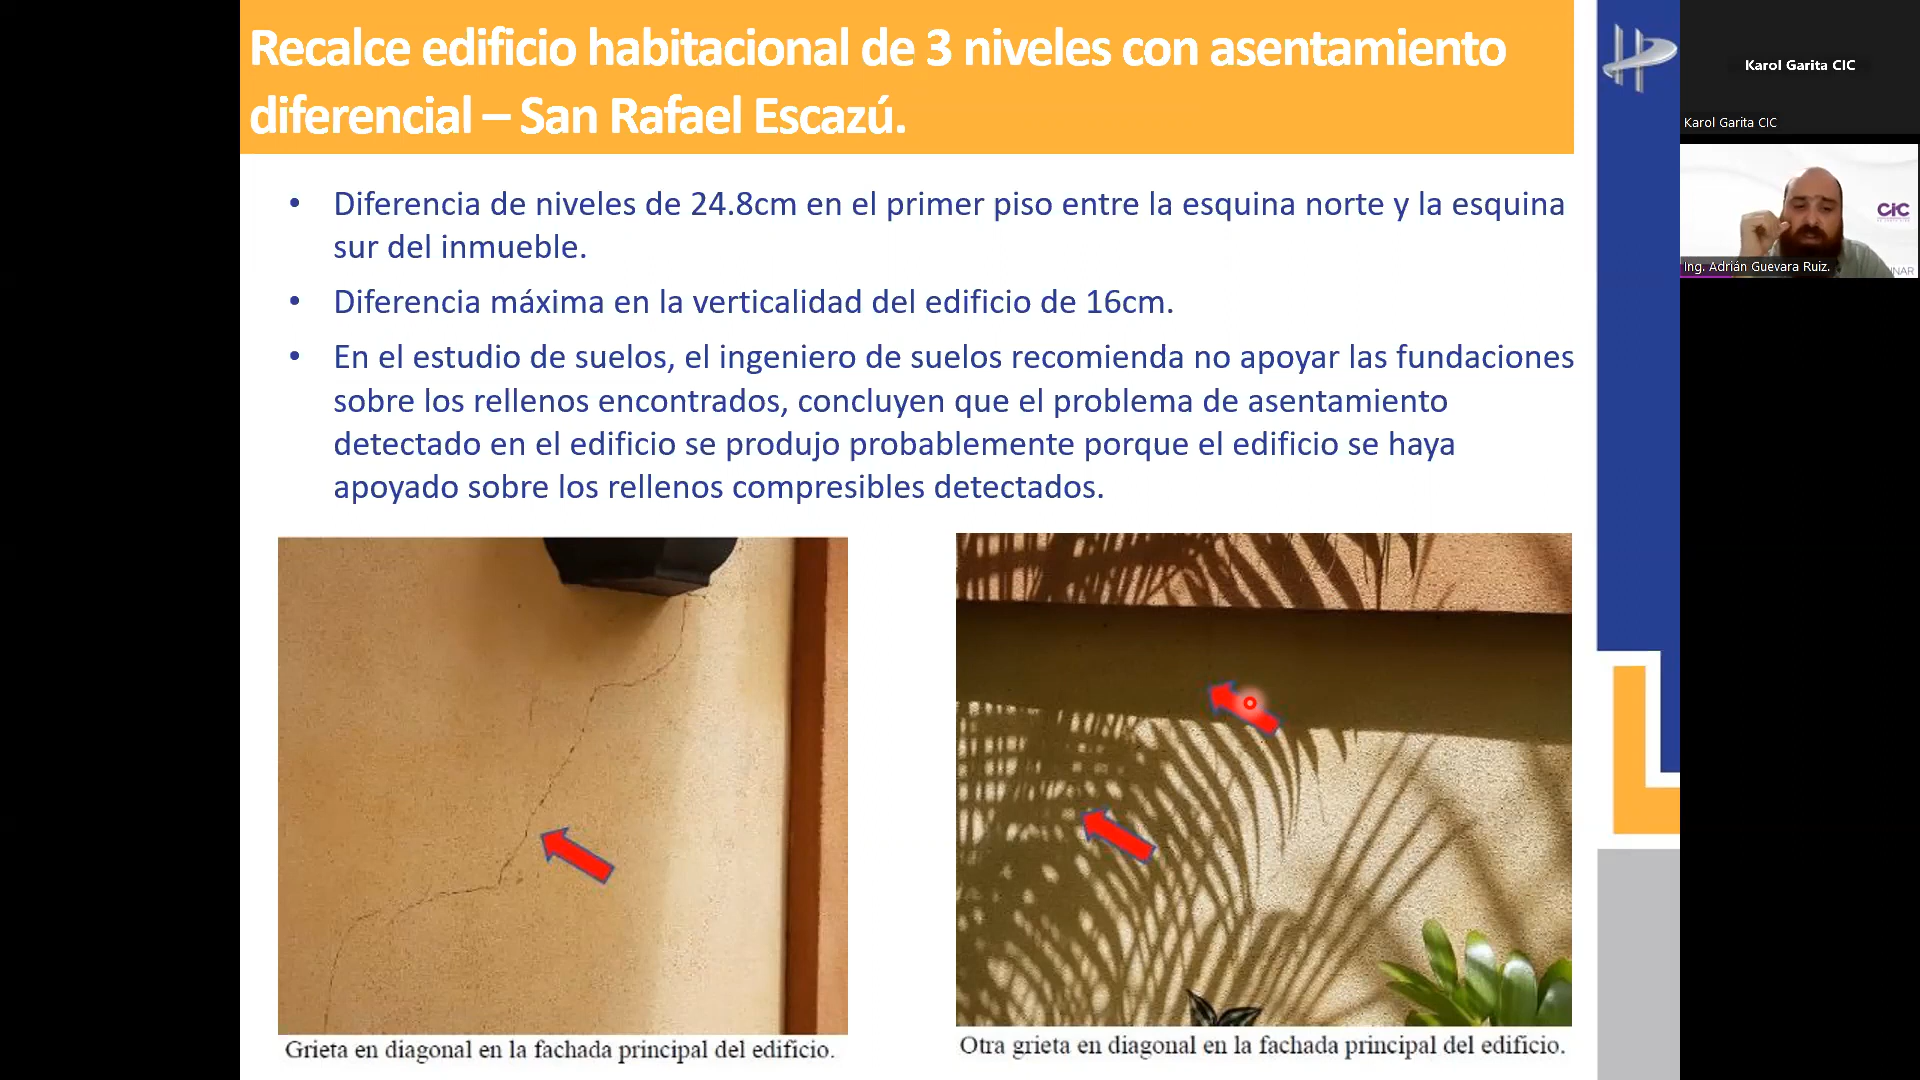 Recalce edificio habitacional de 3 niveles con asentamiento
diferencial – San Rafael Escazú.
• Diferencia de niveles de 24.8cm en el primer piso entre la esquina norte y la esquina
sur del inmueble.
• Diferencia máxima en la verticalidad del edificio de 16cm.
• En el estudio de suelos, el ingeniero de suelos recomienda no apoyar las fundaciones
sobre los rellenos encontrados, concluyen que el problema de asentamiento
detectado en el edificio se produjo probablemente porque el edificio se haya
apoyado sobre los rellenos compresibles detectados.
Grieta en diagonal en la fachada principal del edificio.
Otra grieta en diagonal en la fachada principal del edificio.
Karol Garita CIC
Karol Garita CIC
CiC
Ing. Adrián Guevara Ruiz.